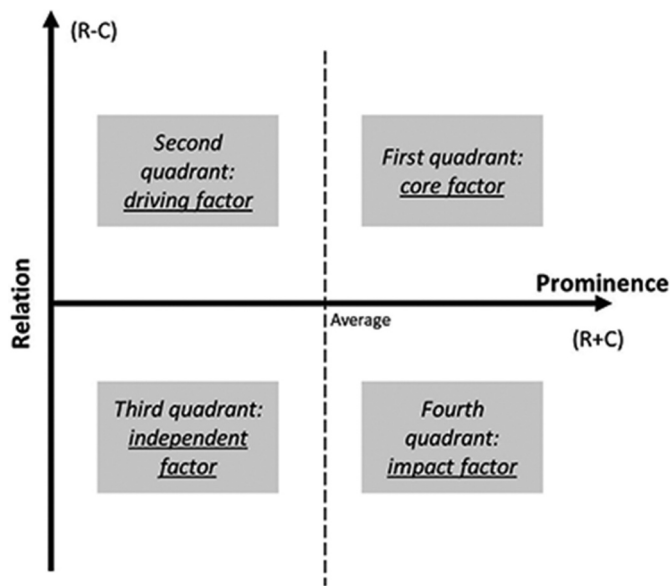 (R-C)
Second
quadrant:
driving factor
First quadrant:
core factor
Relation
Prominence
Average
(R+C)
Third quadrant:
independent
factor
Fourth
quadrant:
impact factor